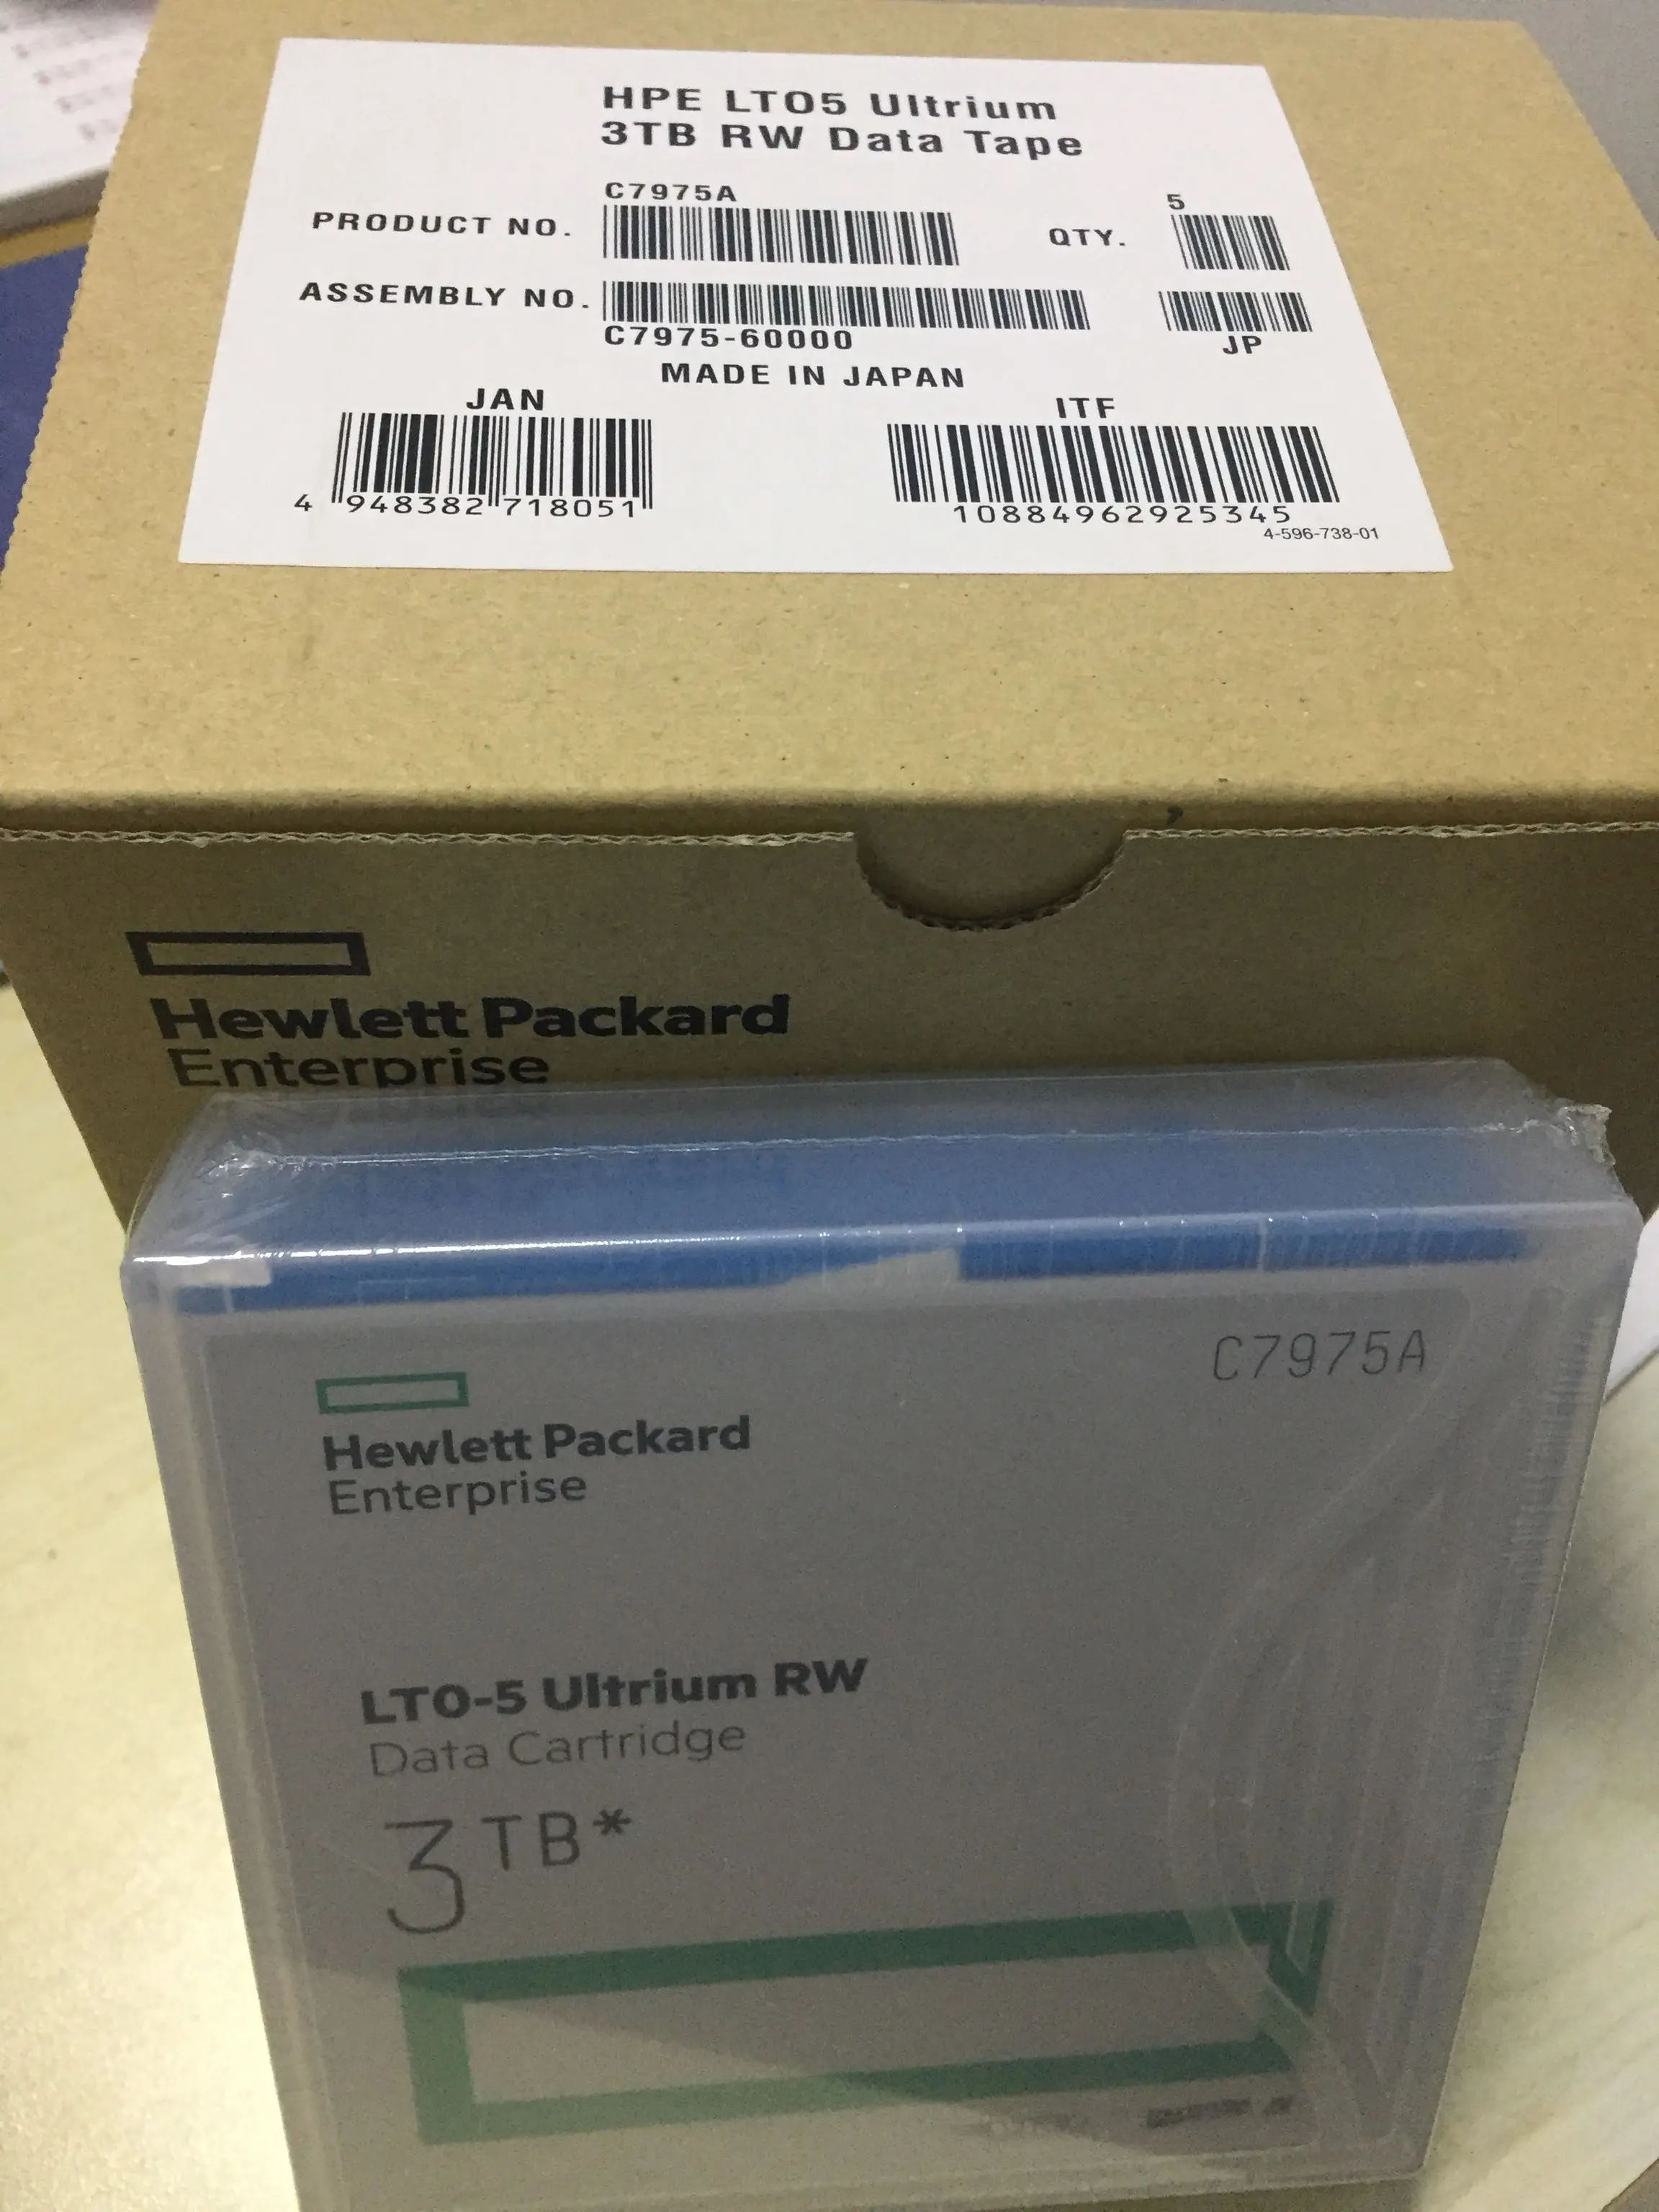 HPE LTO5 Ultrium
3TB RW Data Tape
C7975A
PRODUCT NO.
QTY. 5
ASSEMBLY NO.
C7975-60000
JP
MADE IN JAPAN
JAN
ITF
4 948382 718051
10884962925345
4-596-738-01
Hewlett Packard
Enterprise
C7975A
Hewlett Packard
Enterprise
LTO-5 Ultrium RW
Data Cartridge
3TB*